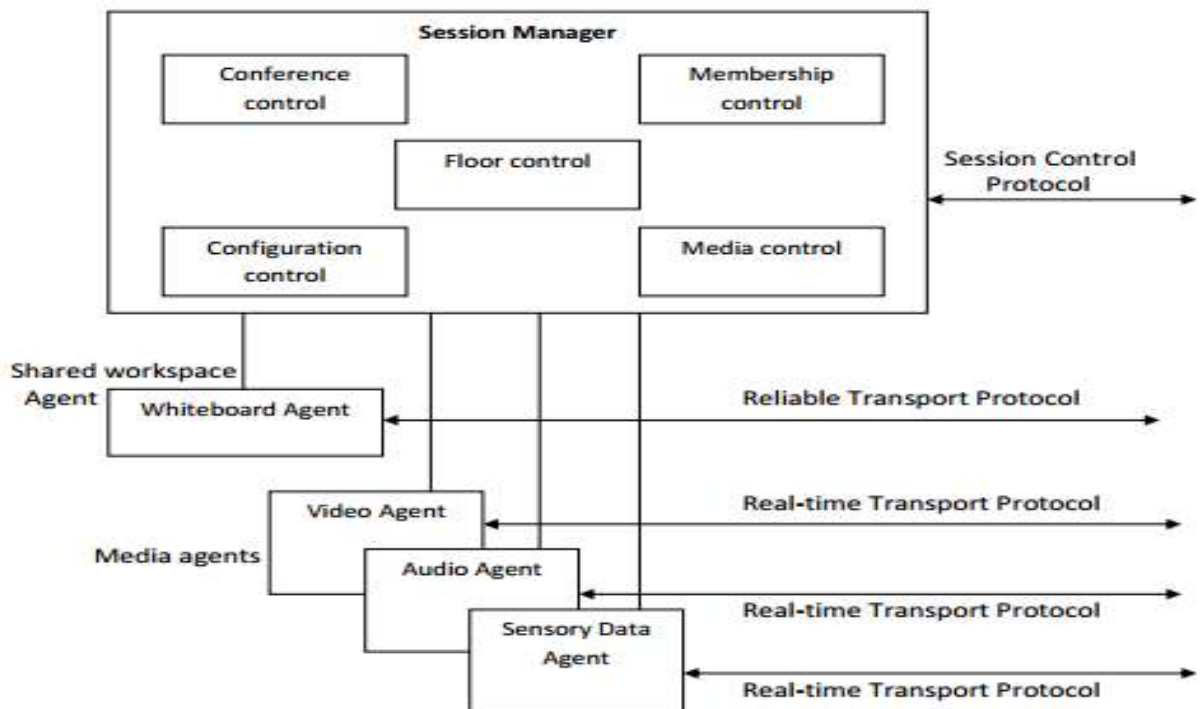 Session Manager
Conference
control
Membership
control
Floor control
Session Control
Protocol
Configuration
control
Media control
Shared workspace
Agent
Whiteboard Agent
Reliable Transport Protocol
Video Agent
Real-time Transport Protocol
Media agents
Audio Agent
Real-time Transport Protocol
Sensory Data
Agent
Real-time Transport Protocol